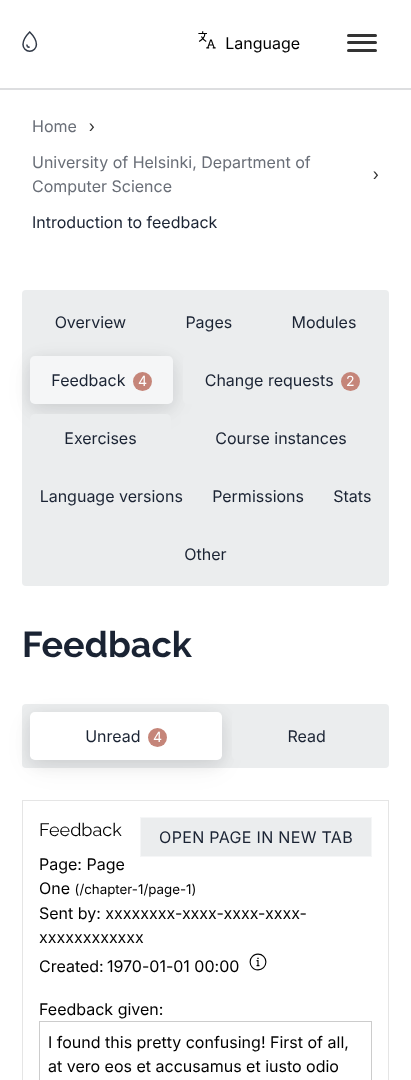 Language
Home ›
University of Helsinki, Department of
Computer Science ›
Introduction to feedback
Overview Pages Modules
Feedback 4 Change requests 2
Exercises Course instances
Language versions Permissions Stats
Other
Feedback
Unread 4 Read
Feedback OPEN PAGE IN NEW TAB
Page: Page
One (/chapter-1/page-1)
Sent by: xxxxxxxx-xxxx-xxxx-xxxx-
xxxxxxxxxxxx
Created: 1970-01-01 00:00
Feedback given:
I found this pretty confusing! First of all,
at vero eos et accusamus et iusto odio